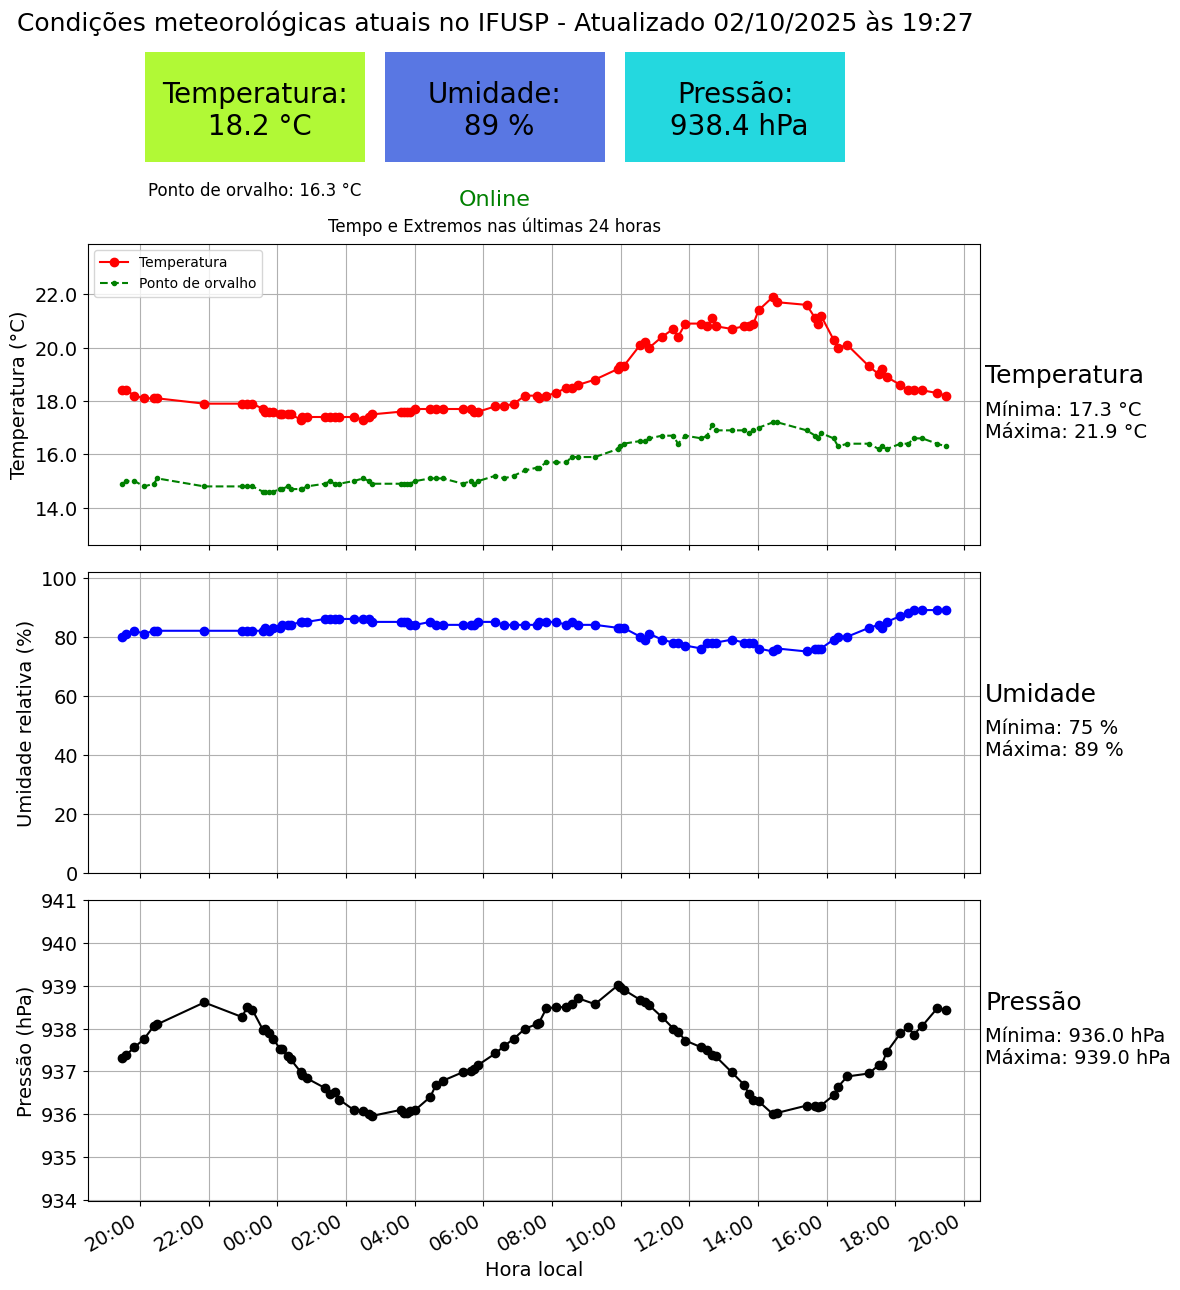 Condições meteorológicas atuais no IFUSP - Atualizado 02/10/2025 às 19:27
Temperatura:
18.2 °C
Umidade:
89 %
Pressão:
938.4 hPa
Ponto de orvalho: 16.3 °C
Online
Tempo e Extremos nas últimas 24 horas
Temperatura
Ponto de orvalho
Temperatura (°C)
22.0
20.0
18.0
16.0
14.0
Temperatura
Mínima: 17.3 °C
Máxima: 21.9 °C
Umidade relativa (%)
100
80
60
40
20
0
Umidade
Mínima: 75 %
Máxima: 89 %
Pressão (hPa)
941
940
939
938
937
936
935
934
Pressão
Mínima: 936.0 hPa
Máxima: 939.0 hPa
20:00
22:00
00:00
02:00
04:00
06:00
08:00
10:00
12:00
14:00
16:00
18:00
20:00
Hora local